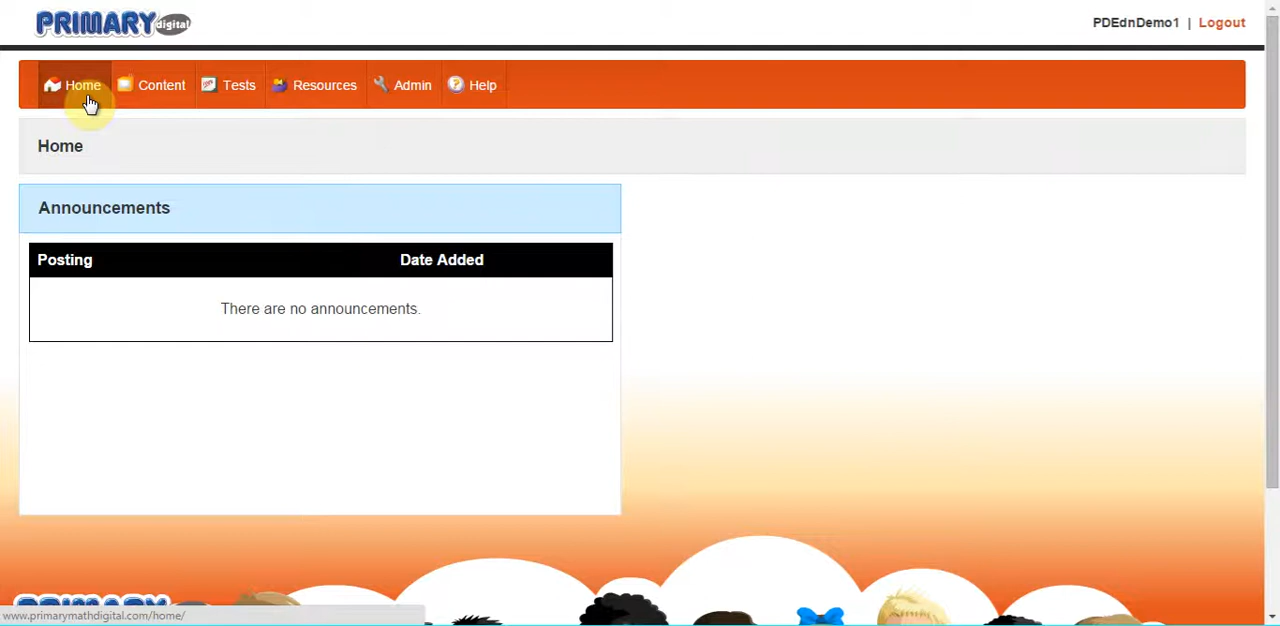 PRIMARY digital
PDEdnDemo1 | Logout
Home Content Tests Resources Admin Help
Home
Announcements
Posting Date Added
There are no announcements.
PRIMARY
www.primarymathdigital.com/home/